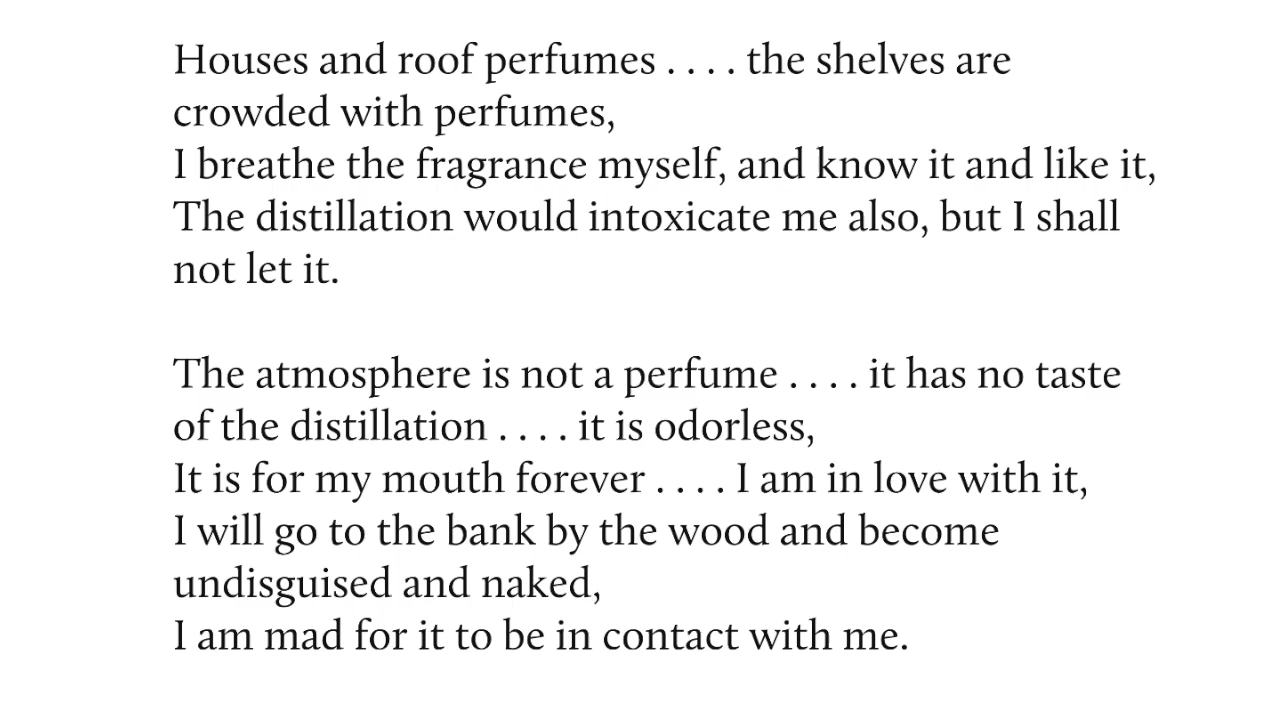 Houses and roof perfumes . . . . the shelves are
crowded with perfumes,
I breathe the fragrance myself, and know it and like it,
The distillation would intoxicate me also, but I shall
not let it.
The atmosphere is not a perfume . . . . it has no taste
of the distillation . . . . it is odorless,
It is for my mouth forever . . . . I am in love with it,
I will go to the bank by the wood and become
undisguised and naked,
I am mad for it to be in contact with me.